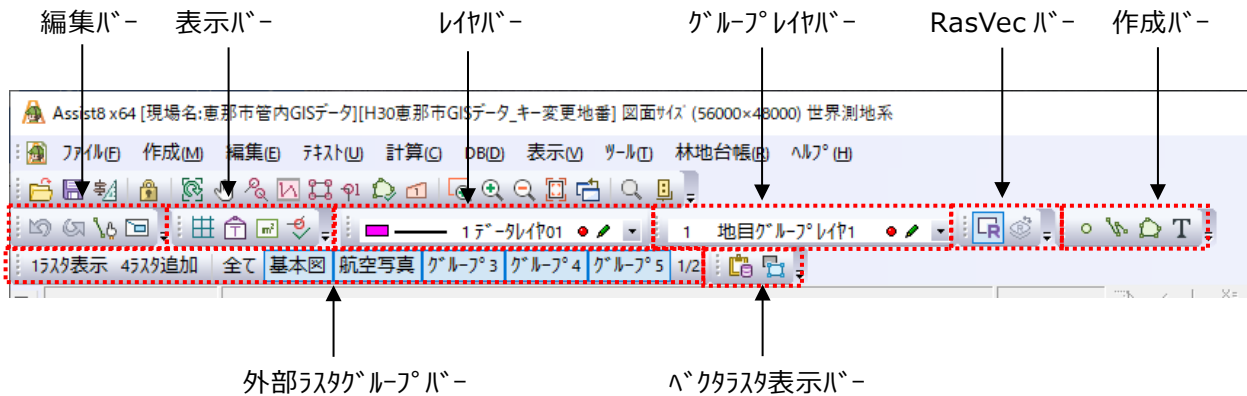 編集ﾊﾞｰ 表示ﾊﾞｰ ﾚｲﾔﾊﾞｰ ｸﾞﾙｰﾌﾟﾚｲﾔﾊﾞｰ RasVec ﾊﾞｰ 作成ﾊﾞｰ
Assist8 x64 [現場名:恵那市管内GISﾃﾞｰﾀ][H30恵那市GISﾃﾞｰﾀ_キー変更地番] 図面ｻｲｽﾞ (56000×48000) 世界測地系
ﾌｧｲﾙ(F) 作成(M) 編集(E) ﾃｷｽﾄ(U) 計算(C) DB(D) 表示(V) ﾂｰﾙ(T) 林地台帳(R) ﾍﾙﾌﾟ(H)
1 ﾃﾞｰﾀﾚｲﾔ01 1 地目ｸﾞﾙｰﾌﾟﾚｲﾔ1 R T
1ﾗｽﾀ表示 4ﾗｽﾀ追加 全て 基本図 航空写真 ｸﾞﾙｰﾌﾟ3 ｸﾞﾙｰﾌﾟ4 ｸﾞﾙｰﾌﾟ5 1/2
外部ﾗｽﾀｸﾞﾙｰﾌﾟﾊﾞｰ ﾍﾞｸﾀﾗｽﾀ表示ﾊﾞｰ